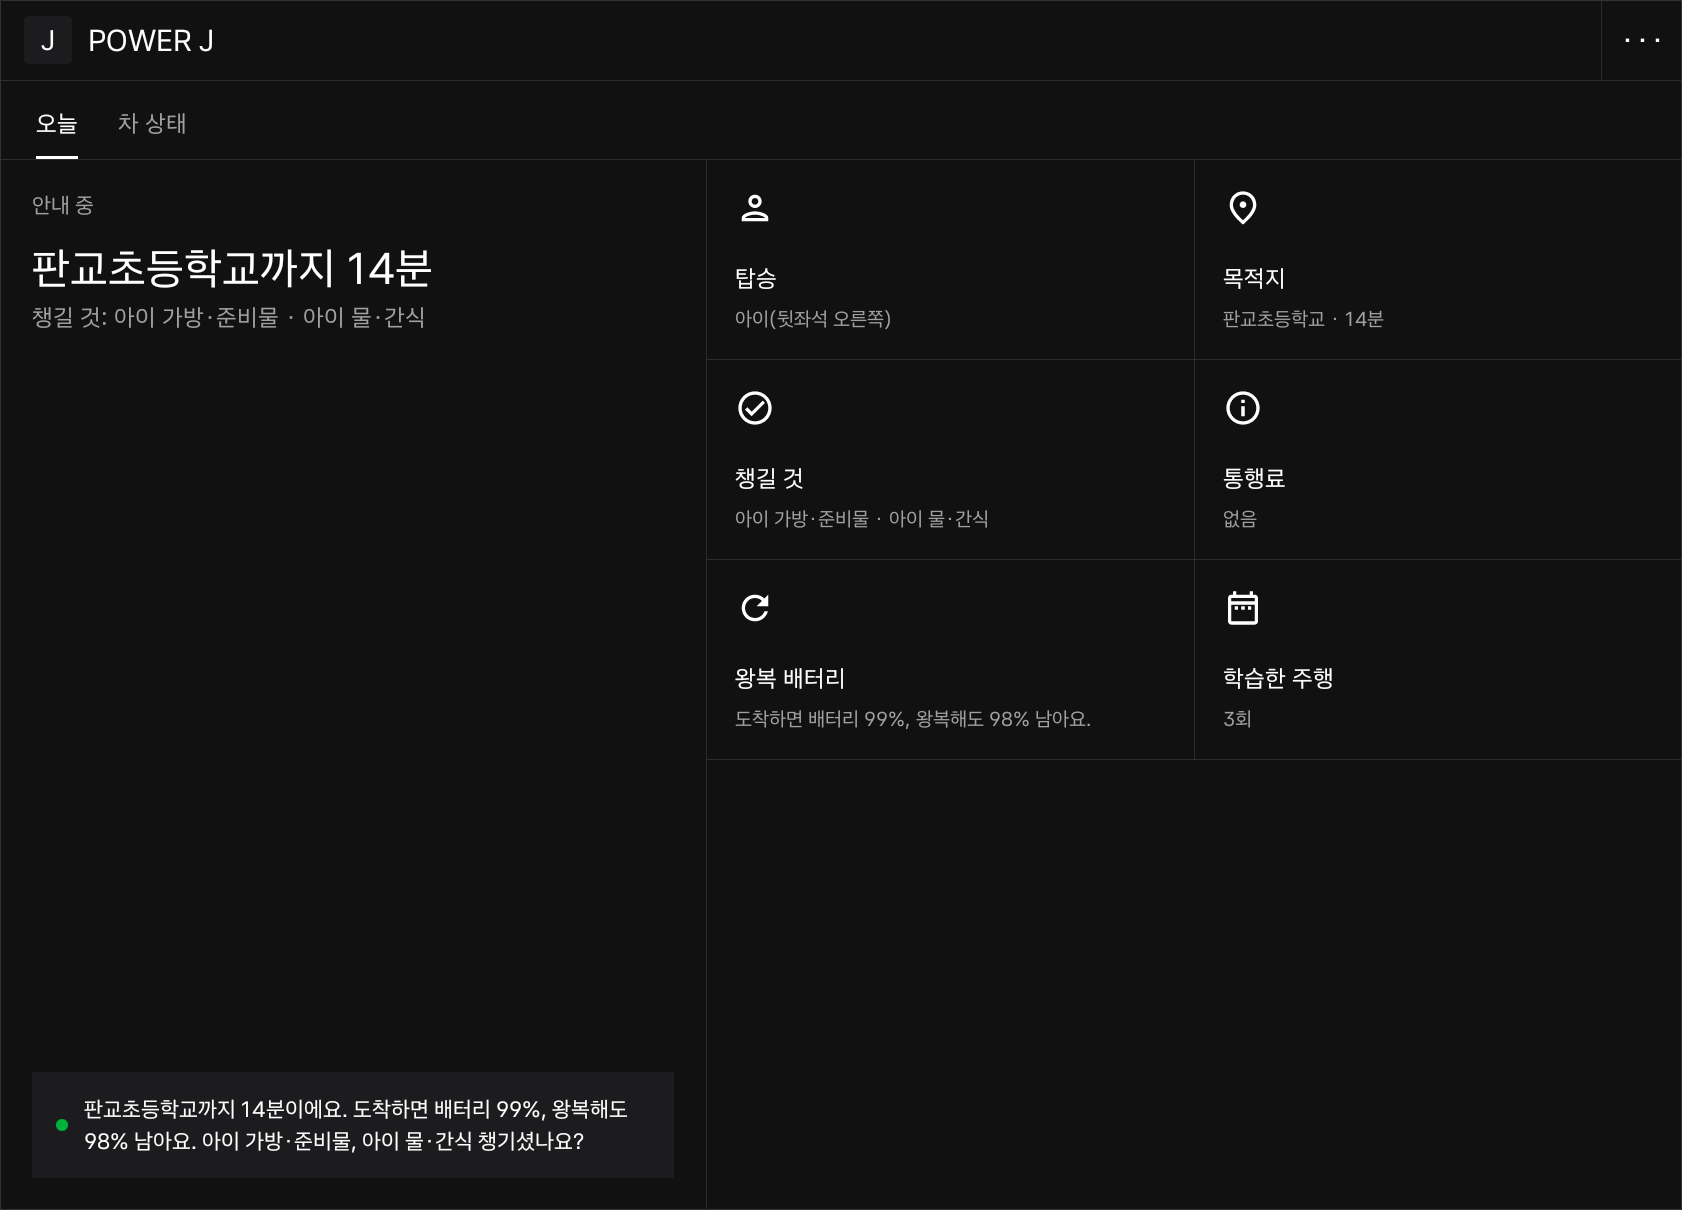 J POWER J ···
오늘 차 상태
안내 중
판교초등학교까지 14분
챙길 것: 아이 가방·준비물 · 아이 물·간식
판교초등학교까지 14분이에요. 도착하면 배터리 99%, 왕복해도
98% 남아요. 아이 가방·준비물, 아이 물·간식 챙기셨나요?
탑승
아이(뒷좌석 오른쪽)
목적지
판교초등학교 · 14분
챙길 것
아이 가방·준비물 · 아이 물·간식
통행료
없음
왕복 배터리
도착하면 배터리 99%, 왕복해도 98% 남아요.
학습한 주행
3회